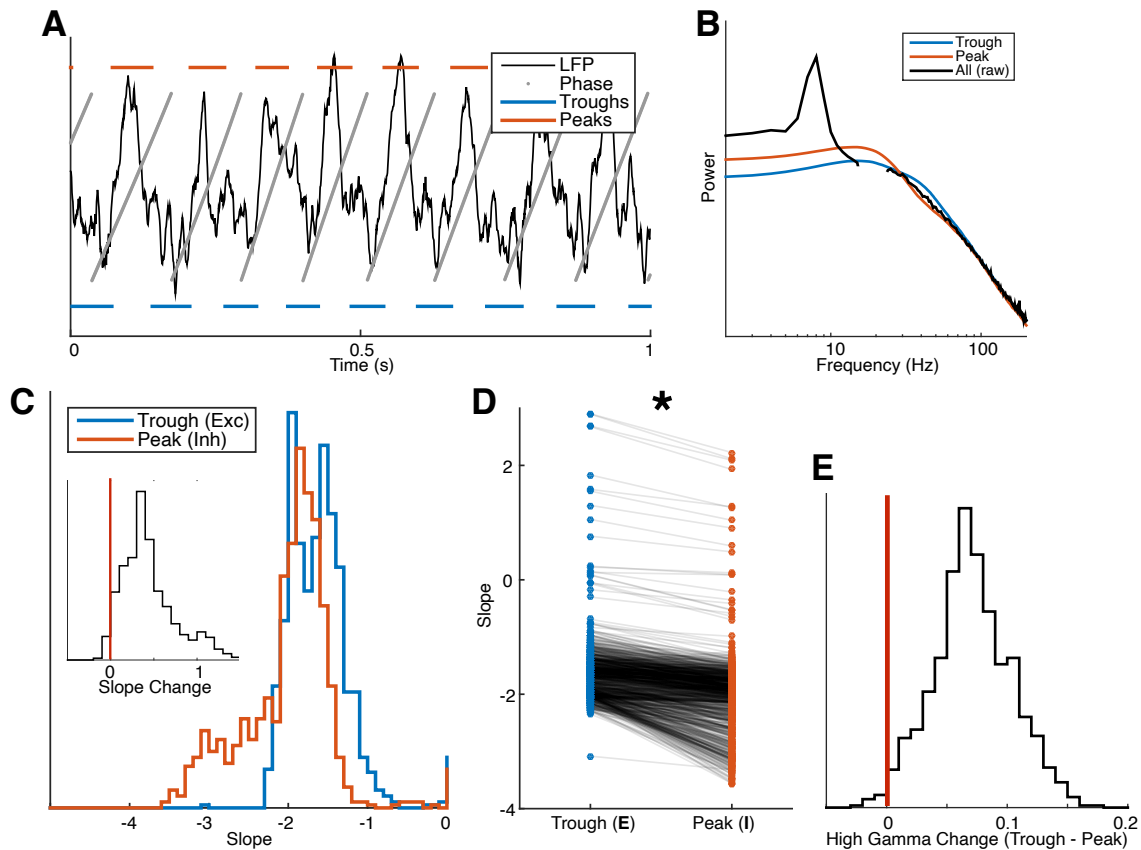 A
LFP
Phase
Troughs
Peaks
0
0.5
1
Time (s)
B
Trough
Peak
All (raw)
Power
10
100
Frequency (Hz)
C
Trough (Exc)
Peak (Inh)
0
1
Slope Change
-4
-3
-2
-1
0
Slope
D
*
2
0
-2
-4
Slope
Trough (E)
Peak (I)
E
0
0.1
0.2
High Gamma Change (Trough - Peak)